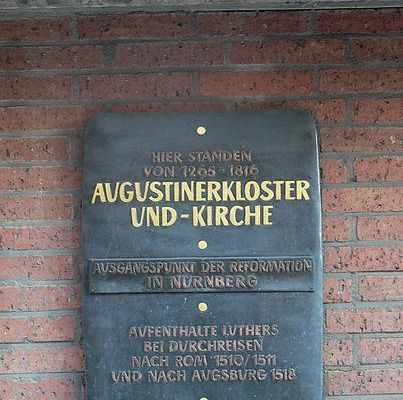 HIER STANDEN
VON 1265-1816
AUGUSTINERKLOSTER
UND-KIRCHE
AUSGANGSPUNKT DER REFORMATION
IN NÜRNBERG
AUFENTHALTE LUTHERS
BEI DURCHREISEN
NACH ROM 1510/1511
UND NACH AUGSBURG 1518